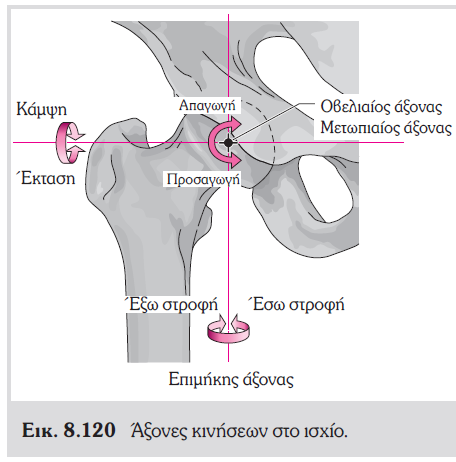 Κάμψη
Έκταση
Απαγωγή
Προσαγωγή
Οβελιαίος άξονας
Μετωπιαίος άξονας
Έξω στροφή
Έσω στροφή
Επιμήκης άξονας
Εικ. 8.120 Άξονες κινήσεων στο ισχίο.